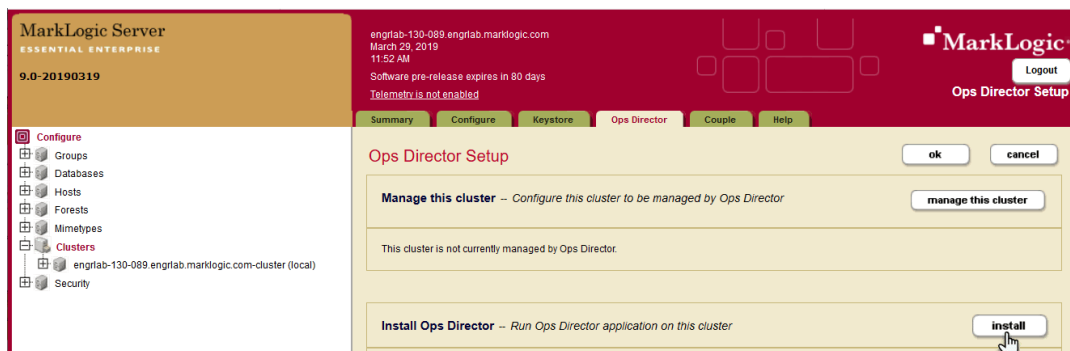 MarkLogic Server
ESSENTIAL ENTERPRISE
9.0-20190319
engrlab-130-089.engrlab.marklogic.com
March 29, 2019
11:52 AM
Software pre-release expires in 80 days
Telemetry is not enabled
MarkLogic
Logout
Ops Director Setup
Summary Configure Keystore Ops Director Couple Help
Configure
Groups
Databases
Hosts
Forests
Mimetypes
Clusters
engrlab-130-089.engrlab.marklogic.com-cluster (local)
Security
Ops Director Setup
ok cancel
Manage this cluster -- Configure this cluster to be managed by Ops Director
manage this cluster
This cluster is not currently managed by Ops Director.
Install Ops Director -- Run Ops Director application on this cluster
install